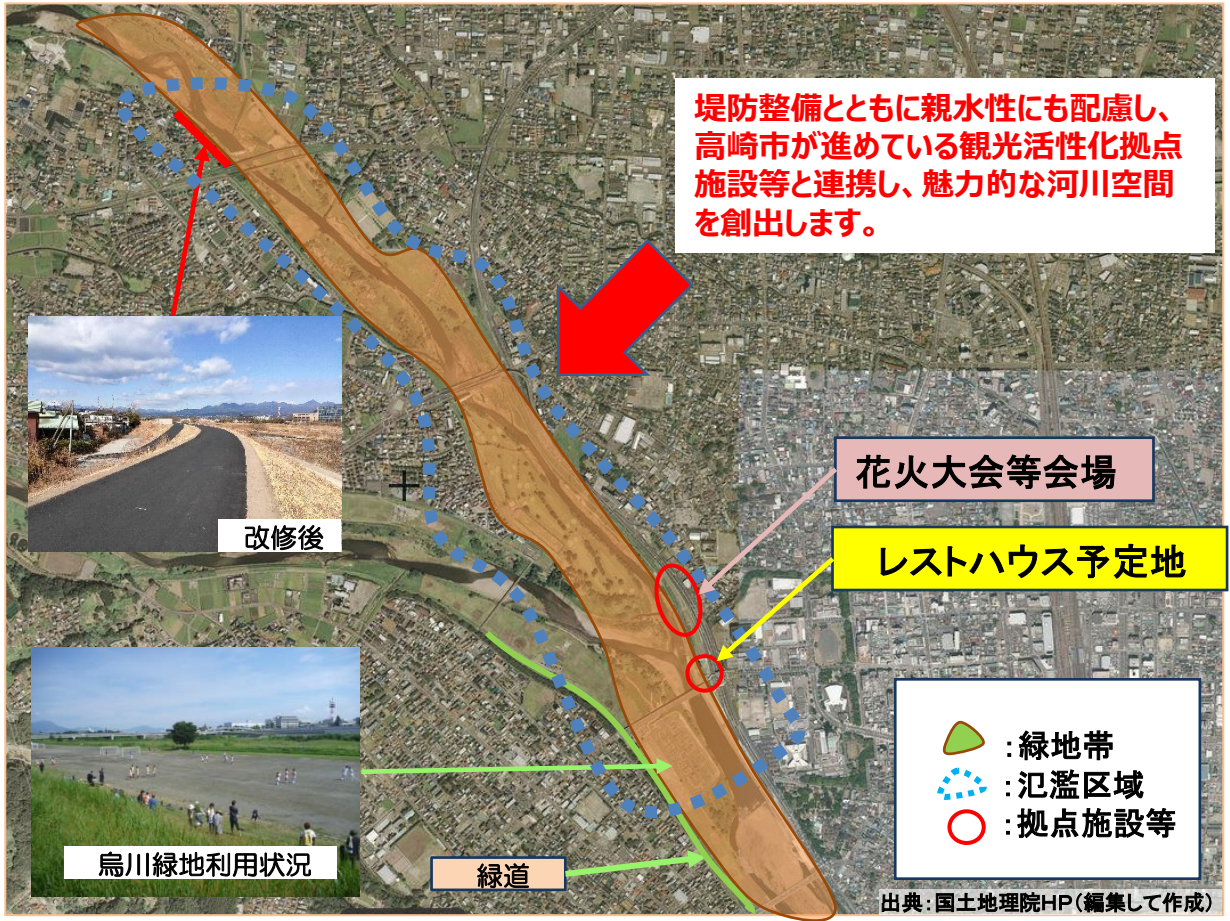 堤防整備とともに親水性にも配慮し、
高崎市が進めている観光活性化拠点
施設等と連携し、魅力的な河川空間
を創出します。
花火大会等会場
改修後
レストハウス予定地
烏川緑地利用状況
緑道
：緑地帯
：氾濫区域
：拠点施設等
出典：国土地理院HP（編集して作成）